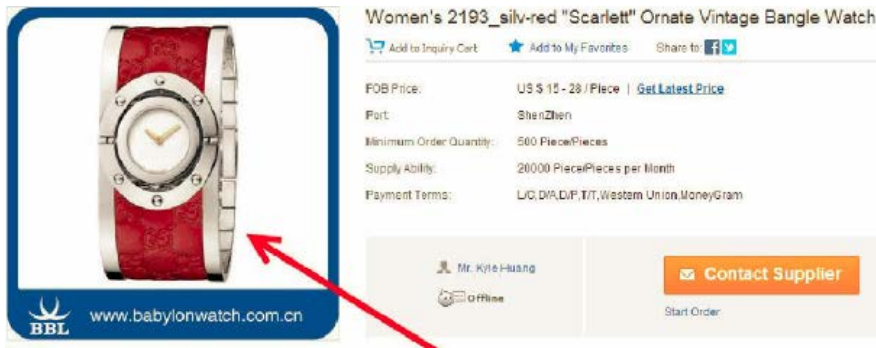 Women's 2193_silv-red "Scarlett" Ornate Vintage Bangle Watch
Add to Inquiry Cart Add to My Favorites Share to:
FOB Price: US $ 15 - 28 / Piece | Get Latest Price
Port: ShenZhen
Minimum Order Quantity: 500 Piece/Pieces
Supply Ability: 20000 Piece/Pieces per Month
Payment Terms: L/C,D/A,D/P,T/T,Western Union,MoneyGram
Mr. Kyle Huang
Offline
Contact Supplier
Start Order
BBL
www.babylonwatch.com.cn